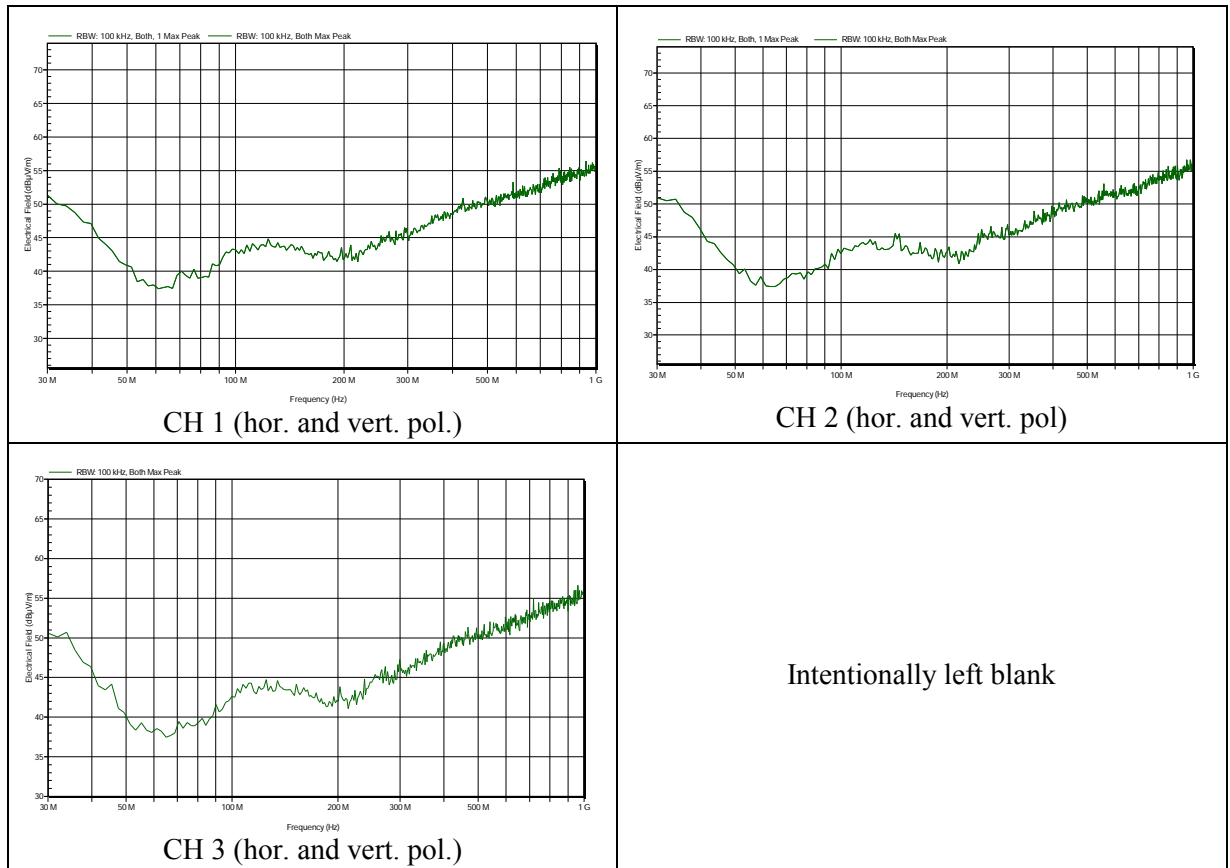 RBW: 100 kHz, Both, 1 Max Peak RBW: 100 kHz, Both Max Peak
70
65
60
55
50
45
40
35
30
Electrical Field (dBµV/m)
30 M 50 M 100 M 200 M 300 M 500 M 1 G
Frequency (Hz)
CH 1 (hor. and vert. pol.)
RBW: 100 kHz, Both, 1 Max Peak RBW: 100 kHz, Both Max Peak
70
65
60
55
50
45
40
35
30
Electrical Field (dBµV/m)
30 M 50 M 100 M 200 M 300 M 500 M 1 G
Frequency (Hz)
CH 2 (hor. and vert. pol)
RBW: 100 kHz, Both Max Peak
70
65
60
55
50
45
40
35
30
Electrical Field (dBµV/m)
30 M 50 M 100 M 200 M 300 M 500 M 1 G
Frequency (Hz)
CH 3 (hor. and vert. pol.)
Intentionally left blank